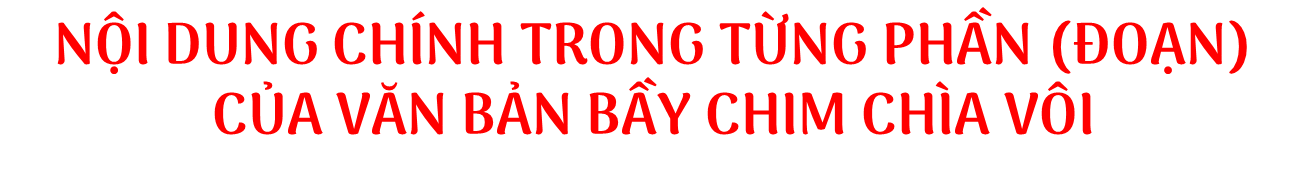 NỘI DUNG CHÍNH TRONG TỪNG PHẦN (ĐOẠN)
CỦA VĂN BẢN BẦY CHIM CHÌA VÔI